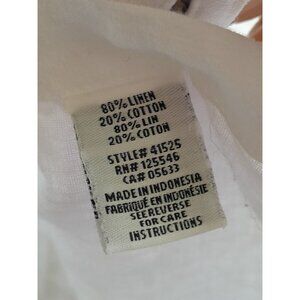 80% LINEN
20% COTTON
80% LIN
20% COTON
STYLE# 41525
RN# 125546
CA# 05633
MADE IN INDONESIA
FABRIQUÉ EN INDONÉSIE
SEE REVERSE
FOR CARE
INSTRUCTIONS